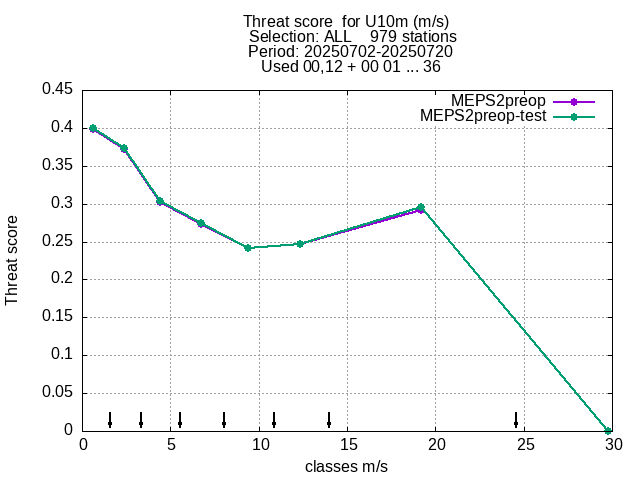 Threat score  for U10m (m/s)
Selection: ALL    979 stations
Period: 20250702-20250720
Used 00,12 + 00 01 ... 36
MEPS2preop
MEPS2preop-test
0.45
0.4
0.35
0.3
0.25
0.2
0.15
0.1
0.05
0
Threat score
0 5 10 15 20 25 30
classes m/s